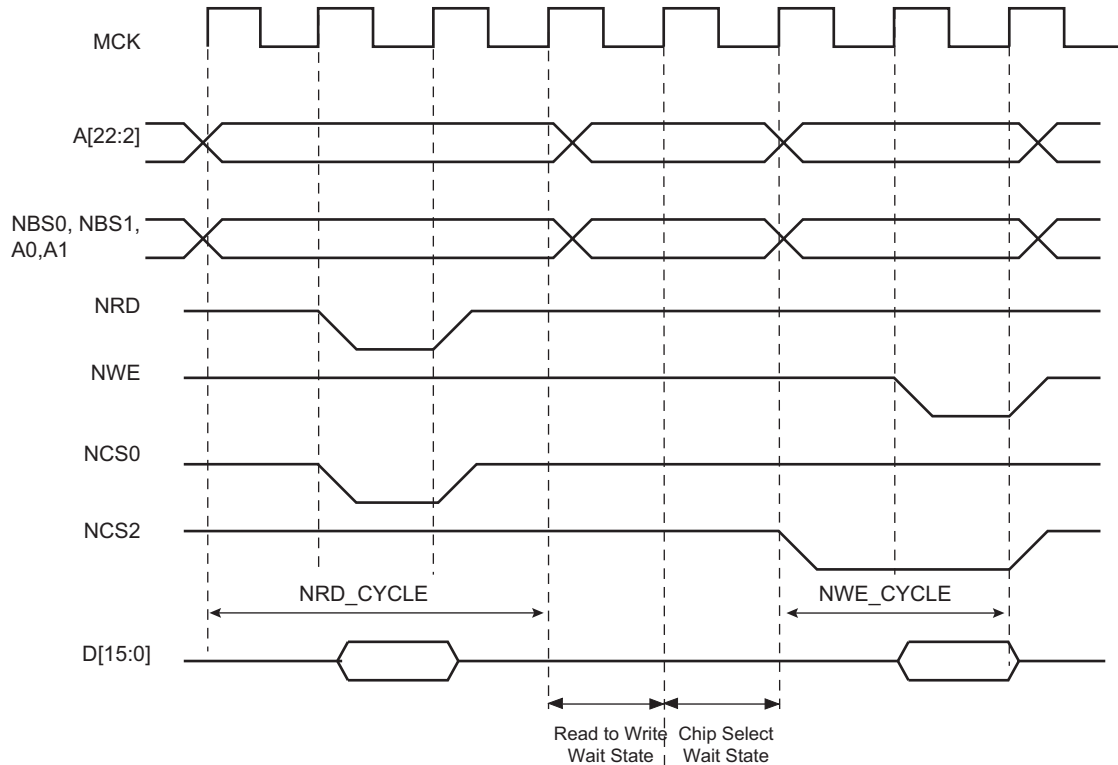 MCK
A[22:2]
NBS0, NBS1,
A0,A1
NRD
NWE
NCS0
NCS2
NRD_CYCLE
NWE_CYCLE
D[15:0]
Read to Write
Wait State
Chip Select
Wait State